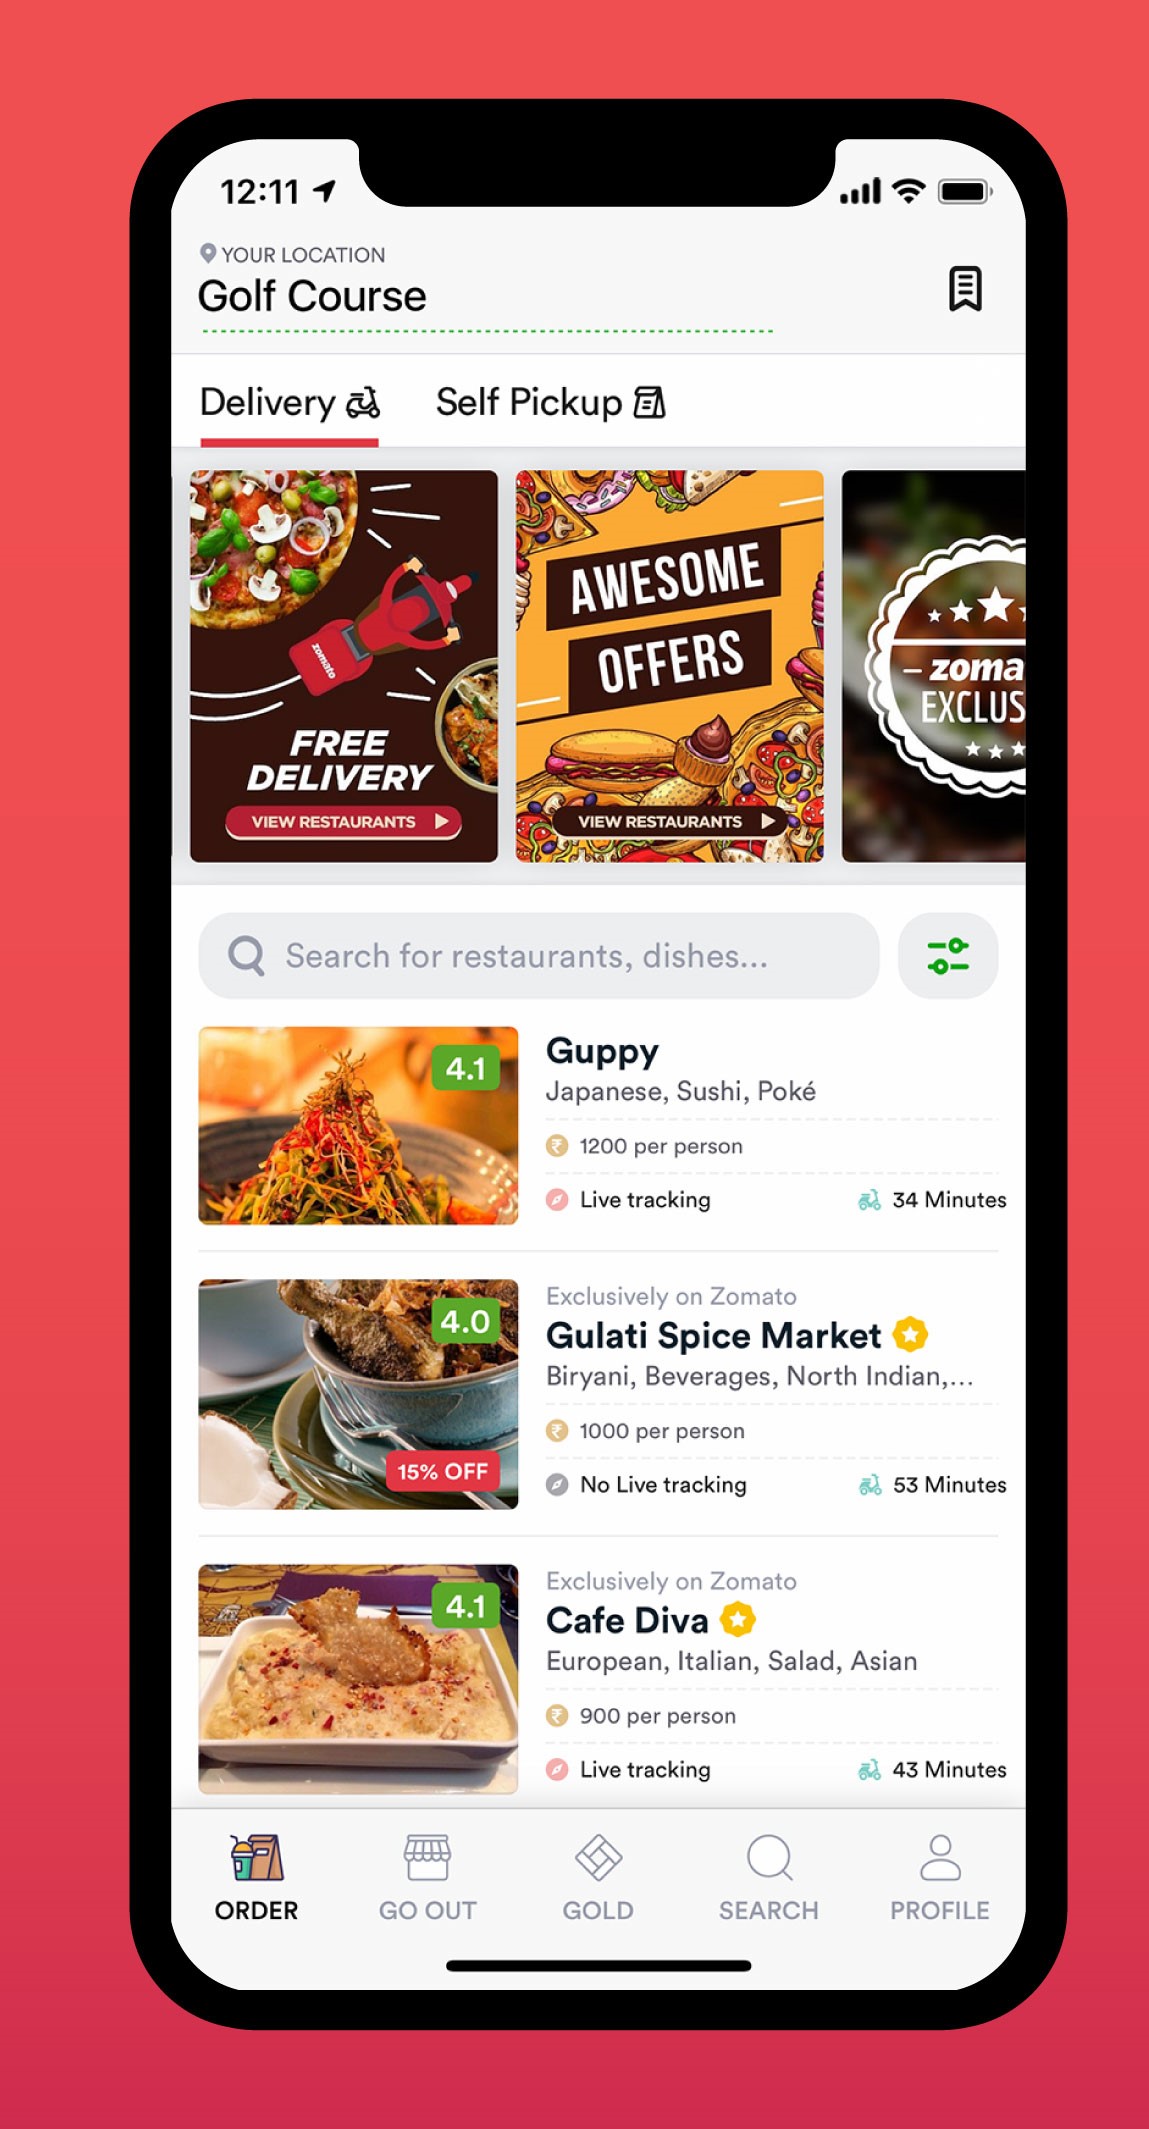 12:11
YOUR LOCATION
Golf Course
Delivery
Self Pickup
zomato
FREE
DELIVERY
VIEW RESTAURANTS
AWESOME
OFFERS
VIEW RESTAURANTS
– zoma
EXCLUS
Search for restaurants, dishes...
4.1
Guppy
Japanese, Sushi, Poké
₹ 1200 per person
Live tracking
34 Minutes
4.0
15% OFF
Exclusively on Zomato
Gulati Spice Market
Biryani, Beverages, North Indian,...
₹ 1000 per person
No Live tracking
53 Minutes
4.1
Exclusively on Zomato
Cafe Diva
European, Italian, Salad, Asian
₹ 900 per person
Live tracking
43 Minutes
ORDER
GO OUT
GOLD
SEARCH
PROFILE